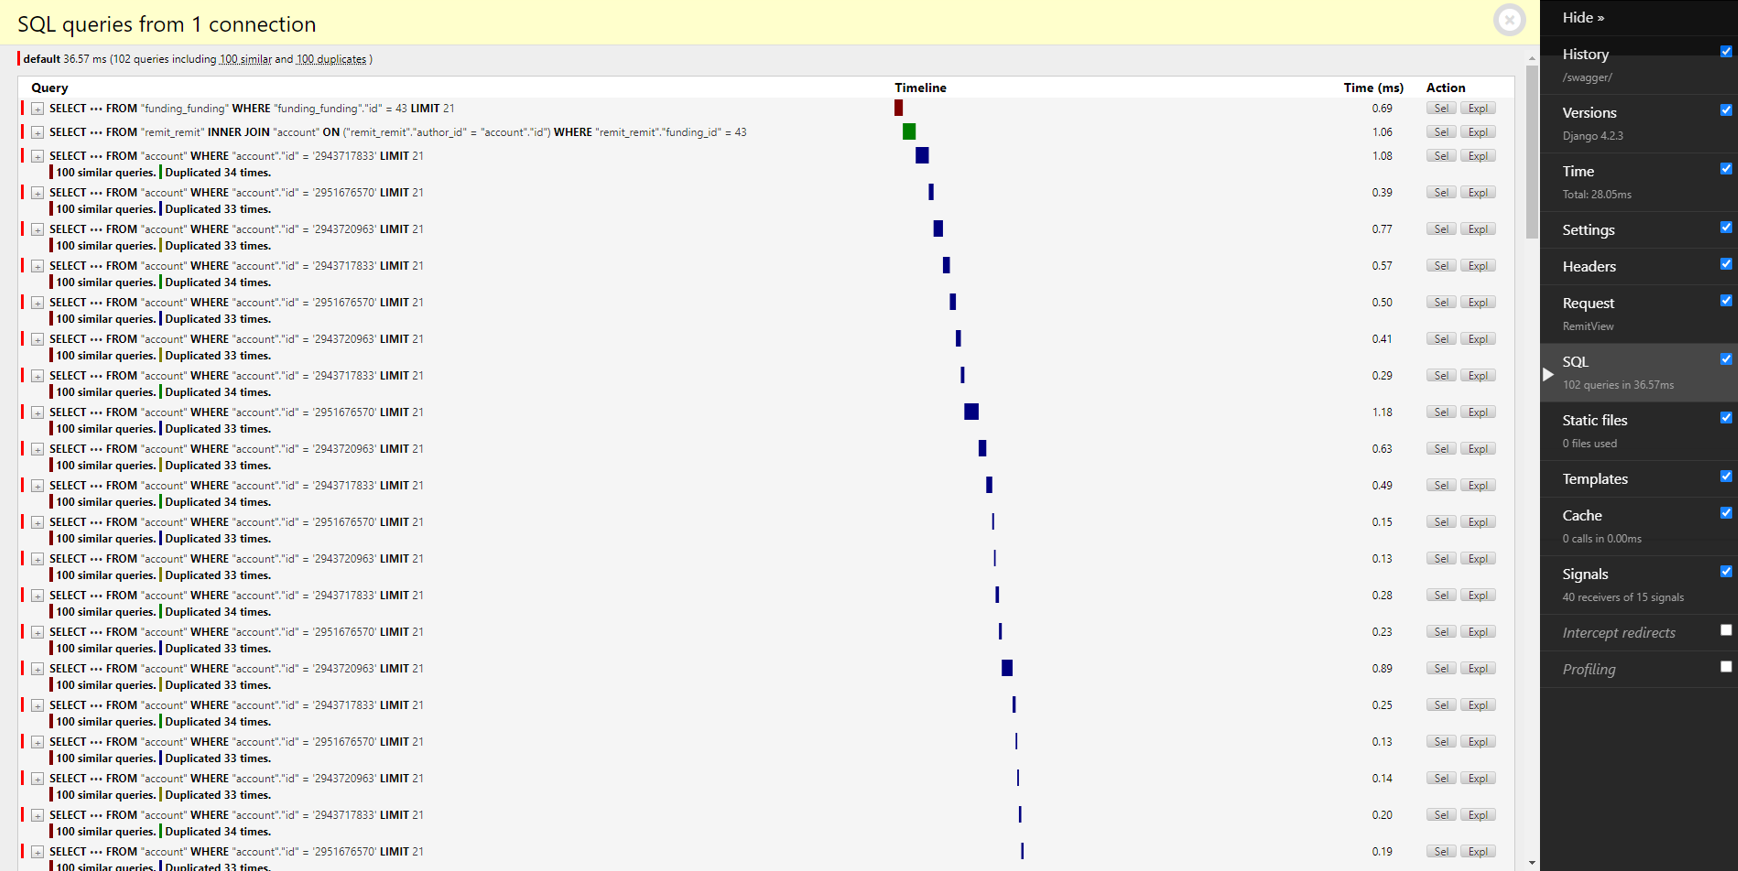 SQL queries from 1 connection
default 36.57 ms (102 queries including 100 similar and 100 duplicates )
Query Timeline Time (ms) Action
SELECT ••• FROM "funding_funding" WHERE "funding_funding"."id" = 43 LIMIT 21 0.69 Sel Expl
SELECT ••• FROM "remit_remit" INNER JOIN "account" ON ("remit_remit"."author_id" = "account"."id") WHERE "remit_remit"."funding_id" = 43 1.06 Sel Expl
SELECT ••• FROM "account" WHERE "account"."id" = '2943717833' LIMIT 21 1.08 Sel Expl
100 similar queries. Duplicated 34 times.
SELECT ••• FROM "account" WHERE "account"."id" = '2951676570' LIMIT 21 0.39 Sel Expl
100 similar queries. Duplicated 33 times.
SELECT ••• FROM "account" WHERE "account"."id" = '2943720963' LIMIT 21 0.77 Sel Expl
100 similar queries. Duplicated 33 times.
SELECT ••• FROM "account" WHERE "account"."id" = '2943717833' LIMIT 21 0.57 Sel Expl
100 similar queries. Duplicated 34 times.
SELECT ••• FROM "account" WHERE "account"."id" = '2951676570' LIMIT 21 0.50 Sel Expl
100 similar queries. Duplicated 33 times.
SELECT ••• FROM "account" WHERE "account"."id" = '2943720963' LIMIT 21 0.41 Sel Expl
100 similar queries. Duplicated 33 times.
SELECT ••• FROM "account" WHERE "account"."id" = '2943717833' LIMIT 21 0.29 Sel Expl
100 similar queries. Duplicated 34 times.
SELECT ••• FROM "account" WHERE "account"."id" = '2951676570' LIMIT 21 1.18 Sel Expl
100 similar queries. Duplicated 33 times.
SELECT ••• FROM "account" WHERE "account"."id" = '2943720963' LIMIT 21 0.63 Sel Expl
100 similar queries. Duplicated 33 times.
SELECT ••• FROM "account" WHERE "account"."id" = '2943717833' LIMIT 21 0.49 Sel Expl
100 similar queries. Duplicated 34 times.
SELECT ••• FROM "account" WHERE "account"."id" = '2951676570' LIMIT 21 0.15 Sel Expl
100 similar queries. Duplicated 33 times.
SELECT ••• FROM "account" WHERE "account"."id" = '2943720963' LIMIT 21 0.13 Sel Expl
100 similar queries. Duplicated 33 times.
SELECT ••• FROM "account" WHERE "account"."id" = '2943717833' LIMIT 21 0.28 Sel Expl
100 similar queries. Duplicated 34 times.
SELECT ••• FROM "account" WHERE "account"."id" = '2951676570' LIMIT 21 0.23 Sel Expl
100 similar queries. Duplicated 33 times.
SELECT ••• FROM "account" WHERE "account"."id" = '2943720963' LIMIT 21 0.89 Sel Expl
100 similar queries. Duplicated 33 times.
SELECT ••• FROM "account" WHERE "account"."id" = '2943717833' LIMIT 21 0.25 Sel Expl
100 similar queries. Duplicated 34 times.
SELECT ••• FROM "account" WHERE "account"."id" = '2951676570' LIMIT 21 0.13 Sel Expl
100 similar queries. Duplicated 33 times.
SELECT ••• FROM "account" WHERE "account"."id" = '2943720963' LIMIT 21 0.14 Sel Expl
100 similar queries. Duplicated 33 times.
SELECT ••• FROM "account" WHERE "account"."id" = '2943717833' LIMIT 21 0.20 Sel Expl
100 similar queries. Duplicated 34 times.
SELECT ••• FROM "account" WHERE "account"."id" = '2951676570' LIMIT 21 0.19 Sel Expl
100 similar queries. Duplicated 33 times.
Hide »
History
/swagger/
Versions
Django 4.2.3
Time
Total: 28.05ms
Settings
Headers
Request
RemitView
SQL
102 queries in 36.57ms
Static files
0 files used
Templates
Cache
0 calls in 0.00ms
Signals
40 receivers of 15 signals
Intercept redirects
Profiling